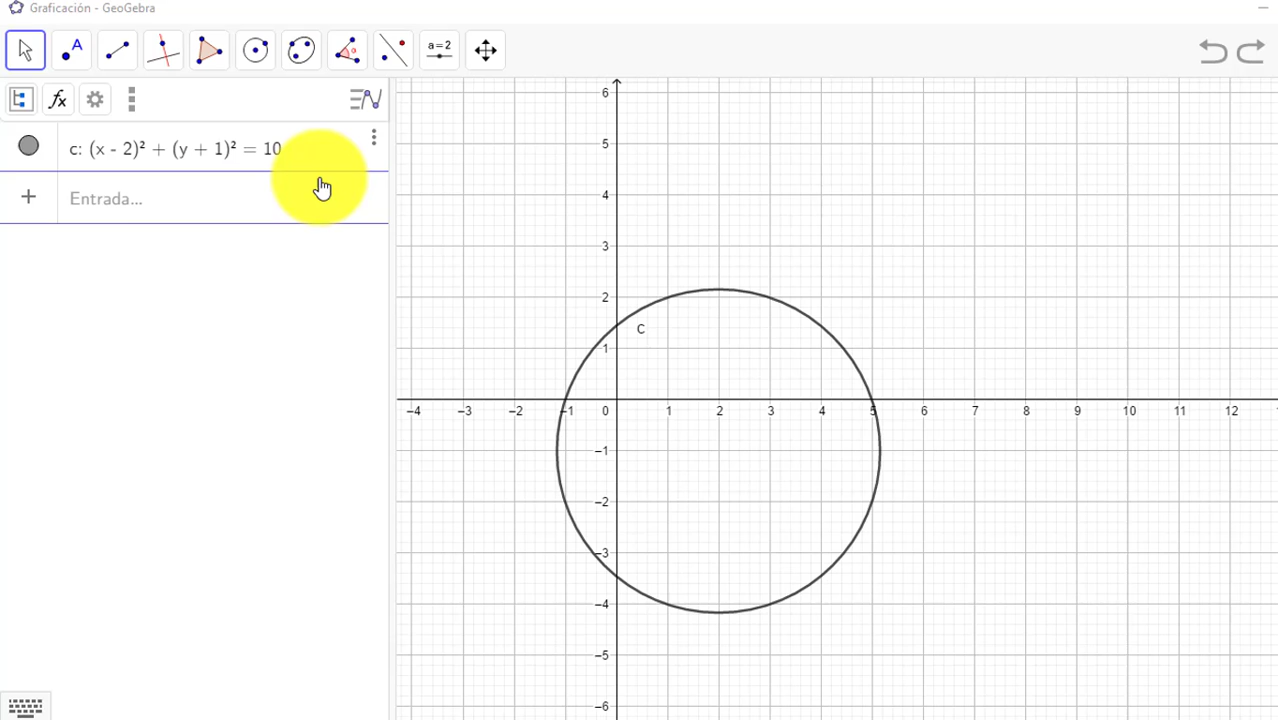 Graficación - GeoGebra
A
α
a=2
fx
c: (x - 2)² + (y + 1)² = 10
Entrada...
6
5
4
3
2
c
1
-4 -3 -2 -1 0 1 2 3 4 5 6 7 8 9 10 11 12
-1
-2
-3
-4
-5
-6